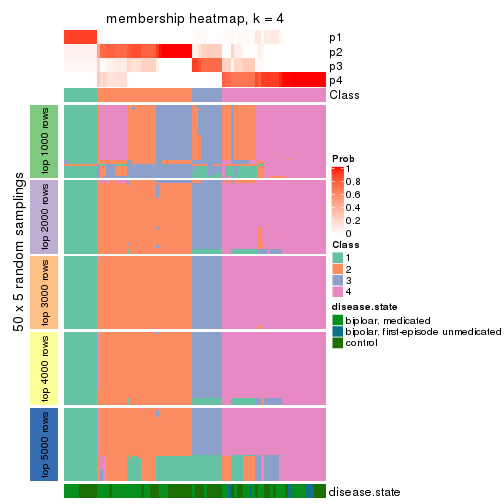 membership heatmap, k = 4
p1
p2
p3
p4
Class
50 x 5 random samplings
top 1000 rows
top 2000 rows
top 3000 rows
top 4000 rows
top 5000 rows
Prob
1
0.8
0.6
0.4
0.2
0
Class
1
2
3
4
disease.state
biploar. medicated
bipolar. first-episode unmedicated
control
disease.state